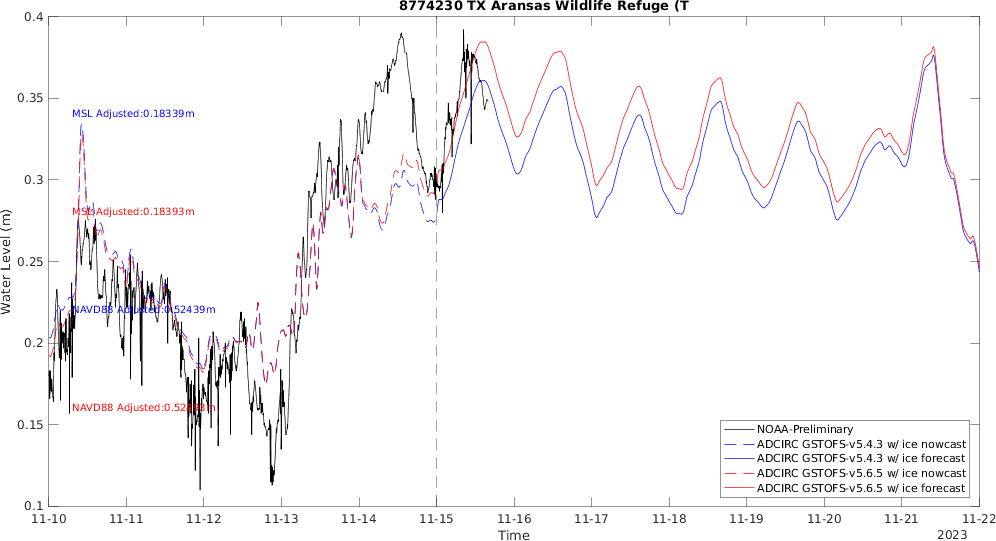 8774230 TX Aransas Wildlife Refuge (T
0.4
0.35
0.3
0.25
0.2
0.15
0.1
Water Level (m)
MSL Adjusted:0.18339m
MSL Adjusted:0.18393m
NAVD88 Adjusted:0.52439m
NAVD88 Adjusted:0.52493m
NOAA-Preliminary
ADCIRC GSTOFS-v5.4.3 w/ ice nowcast
ADCIRC GSTOFS-v5.4.3 w/ ice forecast
ADCIRC GSTOFS-v5.6.5 w/ ice nowcast
ADCIRC GSTOFS-v5.6.5 w/ ice forecast
11-10 11-11 11-12 11-13 11-14 11-15 11-16 11-17 11-18 11-19 11-20 11-21 11-22
Time
2023